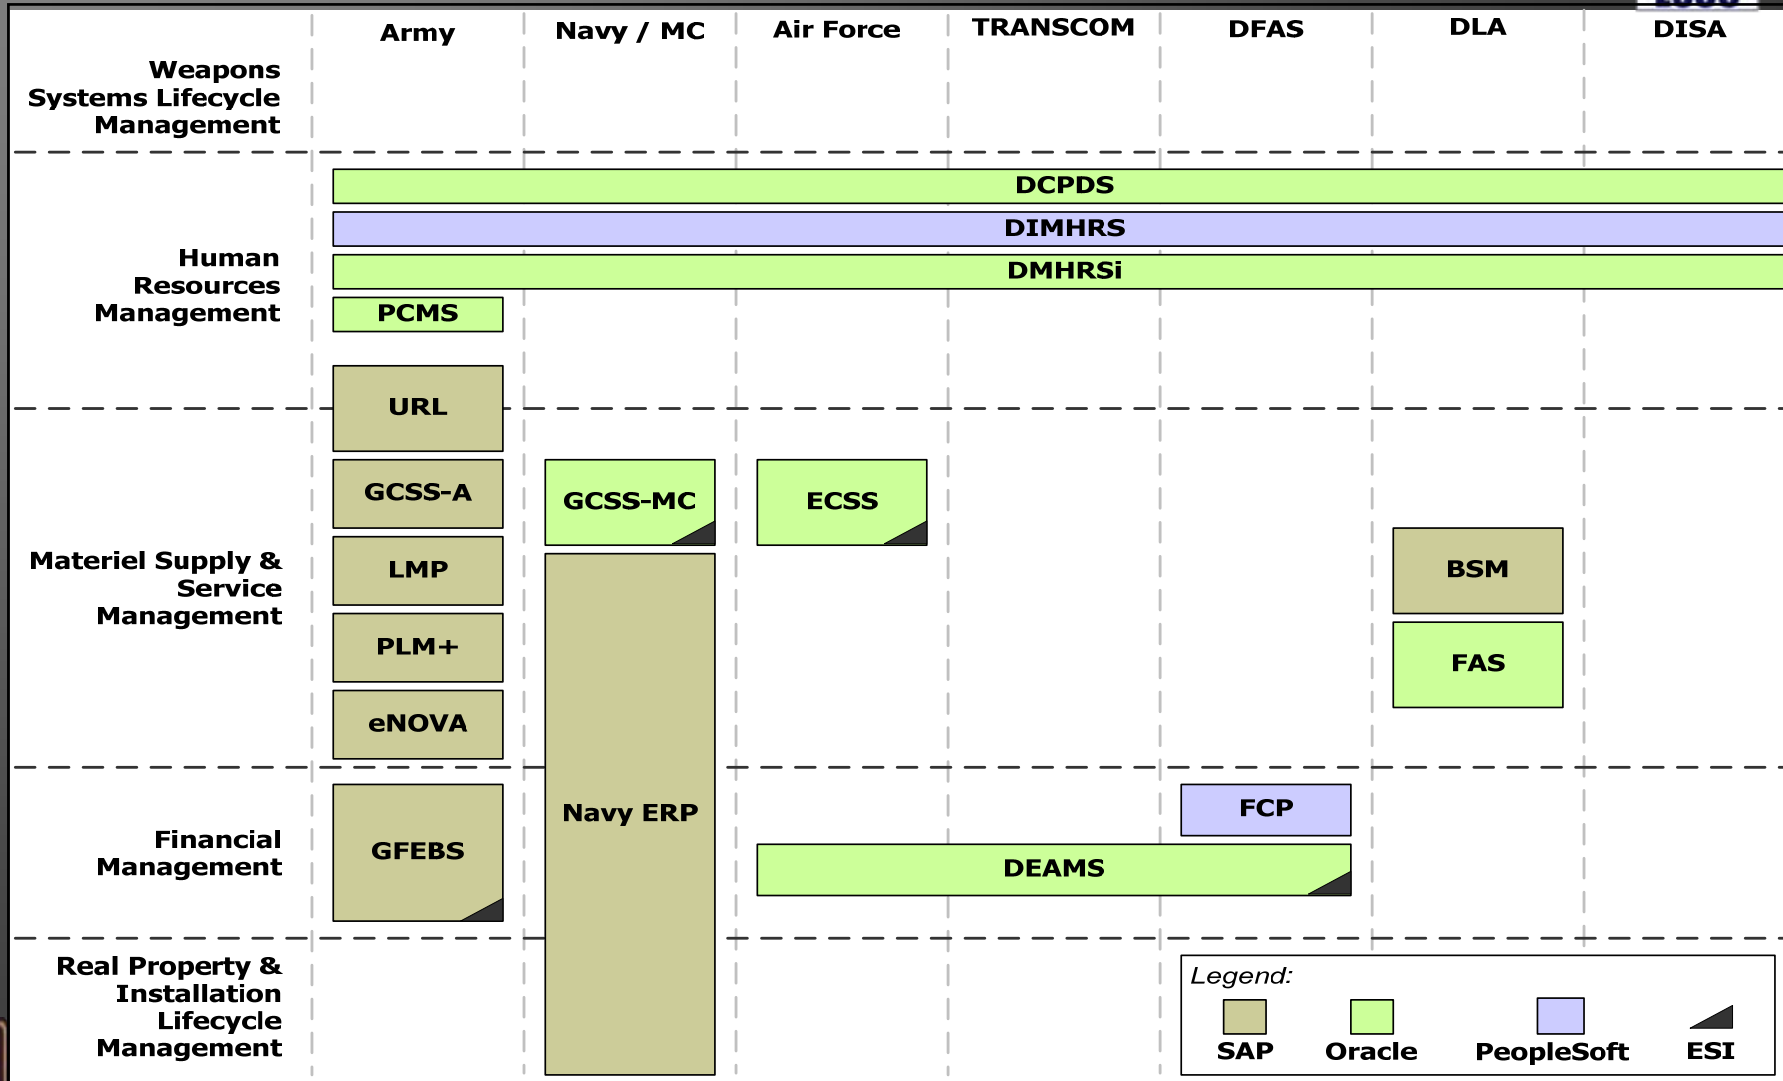 Army
Navy / MC
Air Force
TRANSCOM
DFAS
DLA
DISA
Weapons
Systems Lifecycle
Management
DCPDS
DIMHRS
DMHRSi
Human
Resources
Management
PCMS
URL
GCSS-A
GCSS-MC
ECSS
Materiel Supply &
Service
Management
LMP
BSM
PLM+
FAS
eNOVA
Navy ERP
FCP
Financial
Management
GFEBS
DEAMS
Real Property &
Installation
Lifecycle
Management
Legend:
SAP
Oracle
PeopleSoft
ESI